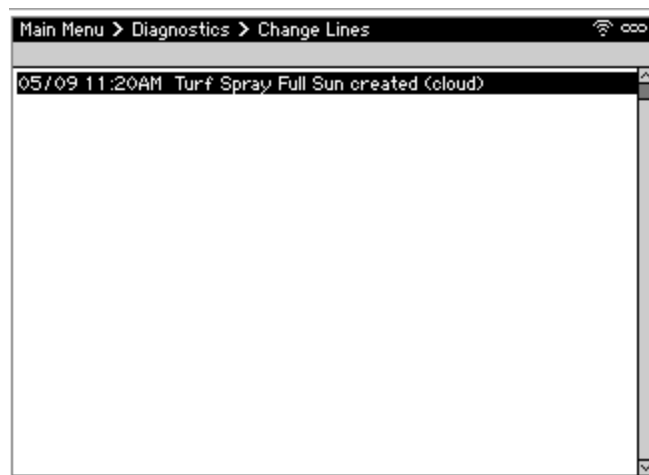 Main Menu > Diagnostics > Change Lines
05/09 11:20AM Turf Spray Full Sun created (cloud)